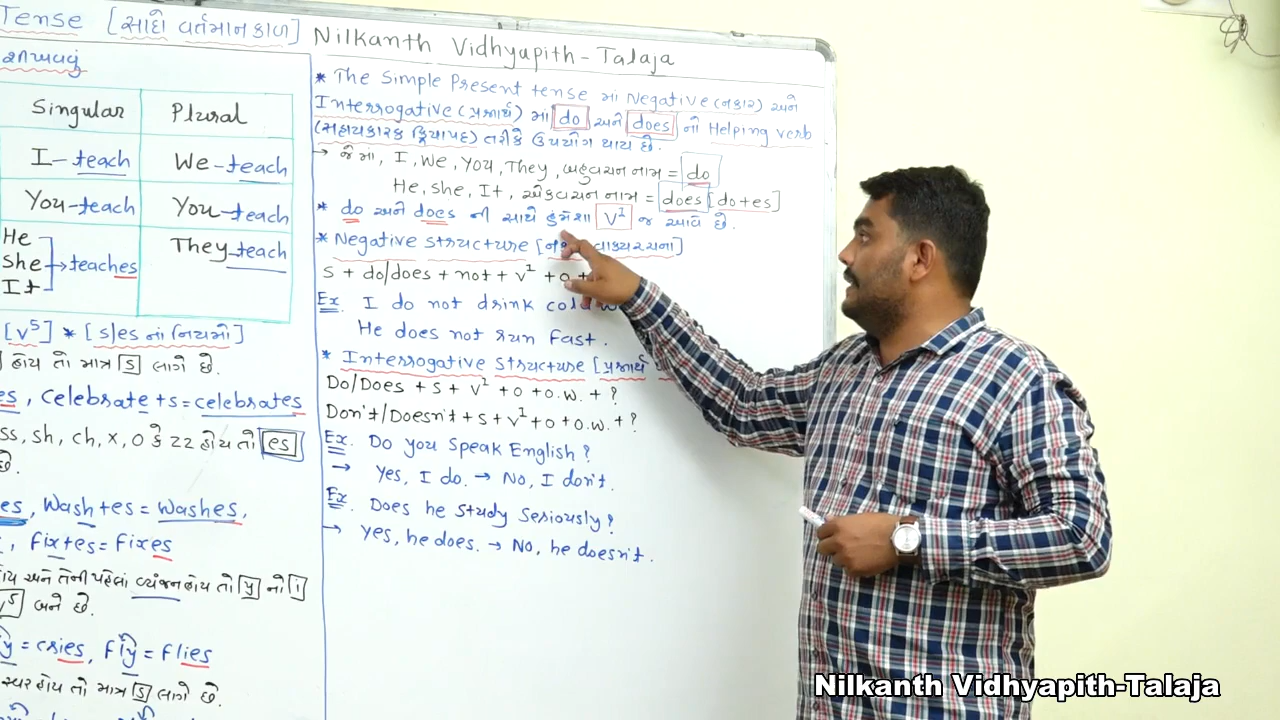 Tense [સાદો વર્તમાનકાળ]
શીખવવું
Singular Plural
I - teach We - teach
You - teach You - teach
He
She → teaches They - teach
It
[V⁵] * [s/es નાં નિયમો]
હોય તો માત્ર s લાગે છે.
es, celebrate + s = celebrates
ss, sh, ch, x, o કે zz હોય તો es
છે.
es, Wash + es = washes,
, fix + es = fixes
હોય અને તેની પહેલાં વ્યંજન હોય તો y નો i
બને છે.
y = cries, Fly = flies
સ્વર હોય તો માત્ર s લાગે છે.
Nilkanth Vidhyapith - Talaja
* The Simple Present tense માં Negative (નકાર) અને
Interrogative (પ્રશ્નાર્થ) માં do અને does નો Helping verb
(સહાયકારક ક્રિયાપદ) તરીકે ઉપયોગ થાય છે.
→ જેમાં, I, We, You, They, બહુવચન નામ = do
He, she, It, એકવચન નામ = does [do+es]
* do અને does ની સાથે હંમેશા V¹ જ આવે છે.
* Negative structure [ વાક્યરચના]
S + do/does + not + V¹ + o +
Ex. I do not drink cold w
He does not run fast.
* Interrogative structure [પ્રશ્નાર્થ
Do/Does + s + V¹ + o + o.w. + ?
Don't/Doesn't + s + V¹ + o + o.w. + ?
Ex. Do you speak English?
→ Yes, I do. → No, I don't.
Ex. Does he study seriously?
→ Yes, he does. → No, he doesn't.
Nilkanth Vidhyapith-Talaja